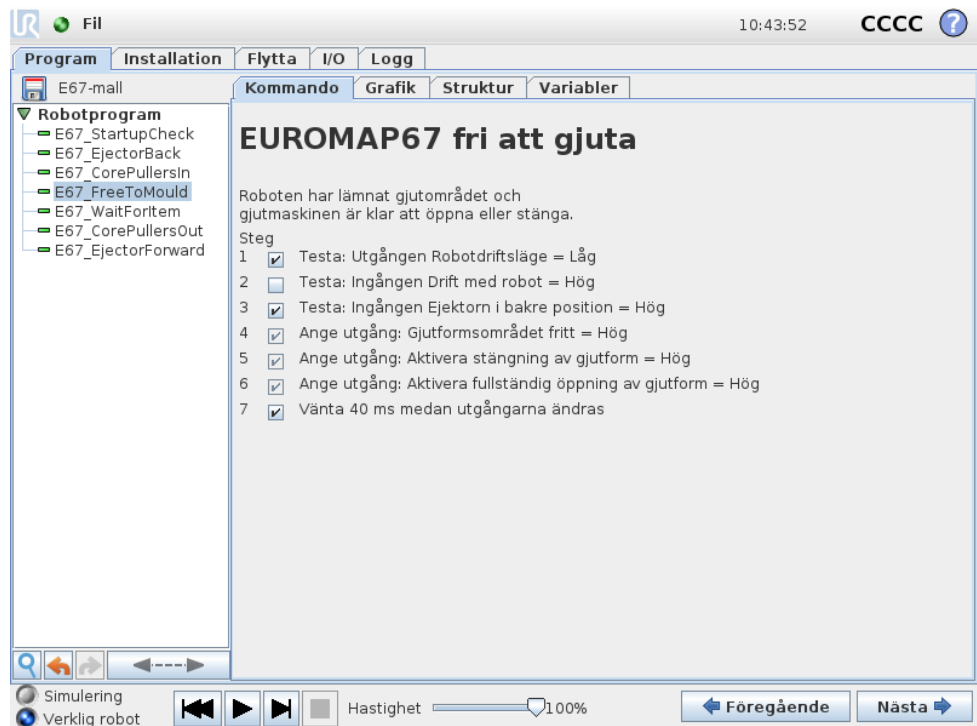 UR Fil 10:43:52 CCCC ?
Program Installation Flytta I/O Logg
E67-mall
Kommando Grafik Struktur Variabler
Robotprogram
E67_StartupCheck
E67_EjectorBack
E67_CorePullersIn
E67_FreeToMould
E67_WaitForItem
E67_CorePullersOut
E67_EjectorForward
EUROMAP67 fri att gjuta
Roboten har lämnat gjutområdet och
gjutmaskinen är klar att öppna eller stänga.
Steg
1 Testa: Utgången Robotdriftsläge = Låg
2 Testa: Ingången Drift med robot = Hög
3 Testa: Ingången Ejektorn i bakre position = Hög
4 Ange utgång: Gjutformsområdet fritt = Hög
5 Ange utgång: Aktivera stängning av gjutform = Hög
6 Ange utgång: Aktivera fullständig öppning av gjutform = Hög
7 Vänta 40 ms medan utgångarna ändras
Simulering
Verklig robot
Hastighet 100%
Föregående Nästa